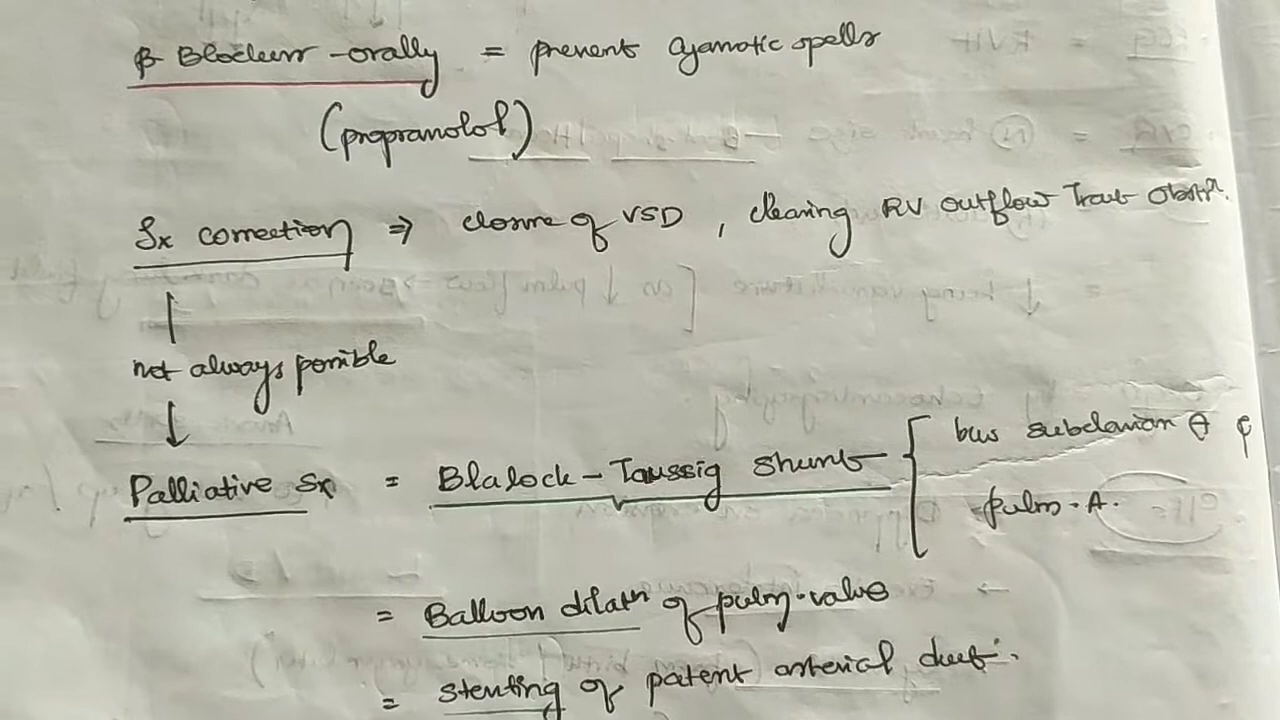 β Blockers - orally = prevent cyanotic spells
(propranolol)
Sx correction ⇒ closure of VSD, clearing RV outflow Tract Obstrⁿ.
not always possible
↓
Palliative Sx = Blalock - Taussig Shunt
bw subclavian A &
pulm. A.
= Balloon dilatⁿ of pulm. valve
= stenting of patent arterial duct.